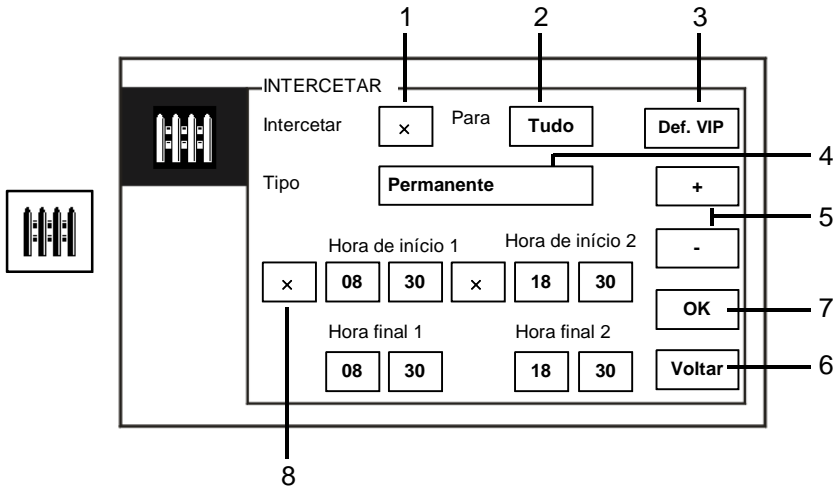 1 2 3
INTERCETAR
Intercetar × Para Tudo Def. VIP
4
Tipo Permanente +
5
Hora de início 1 Hora de início 2 -
× 08 30 × 18 30
OK 7
Hora final 1 Hora final 2
08 30 18 30 Voltar 6
8